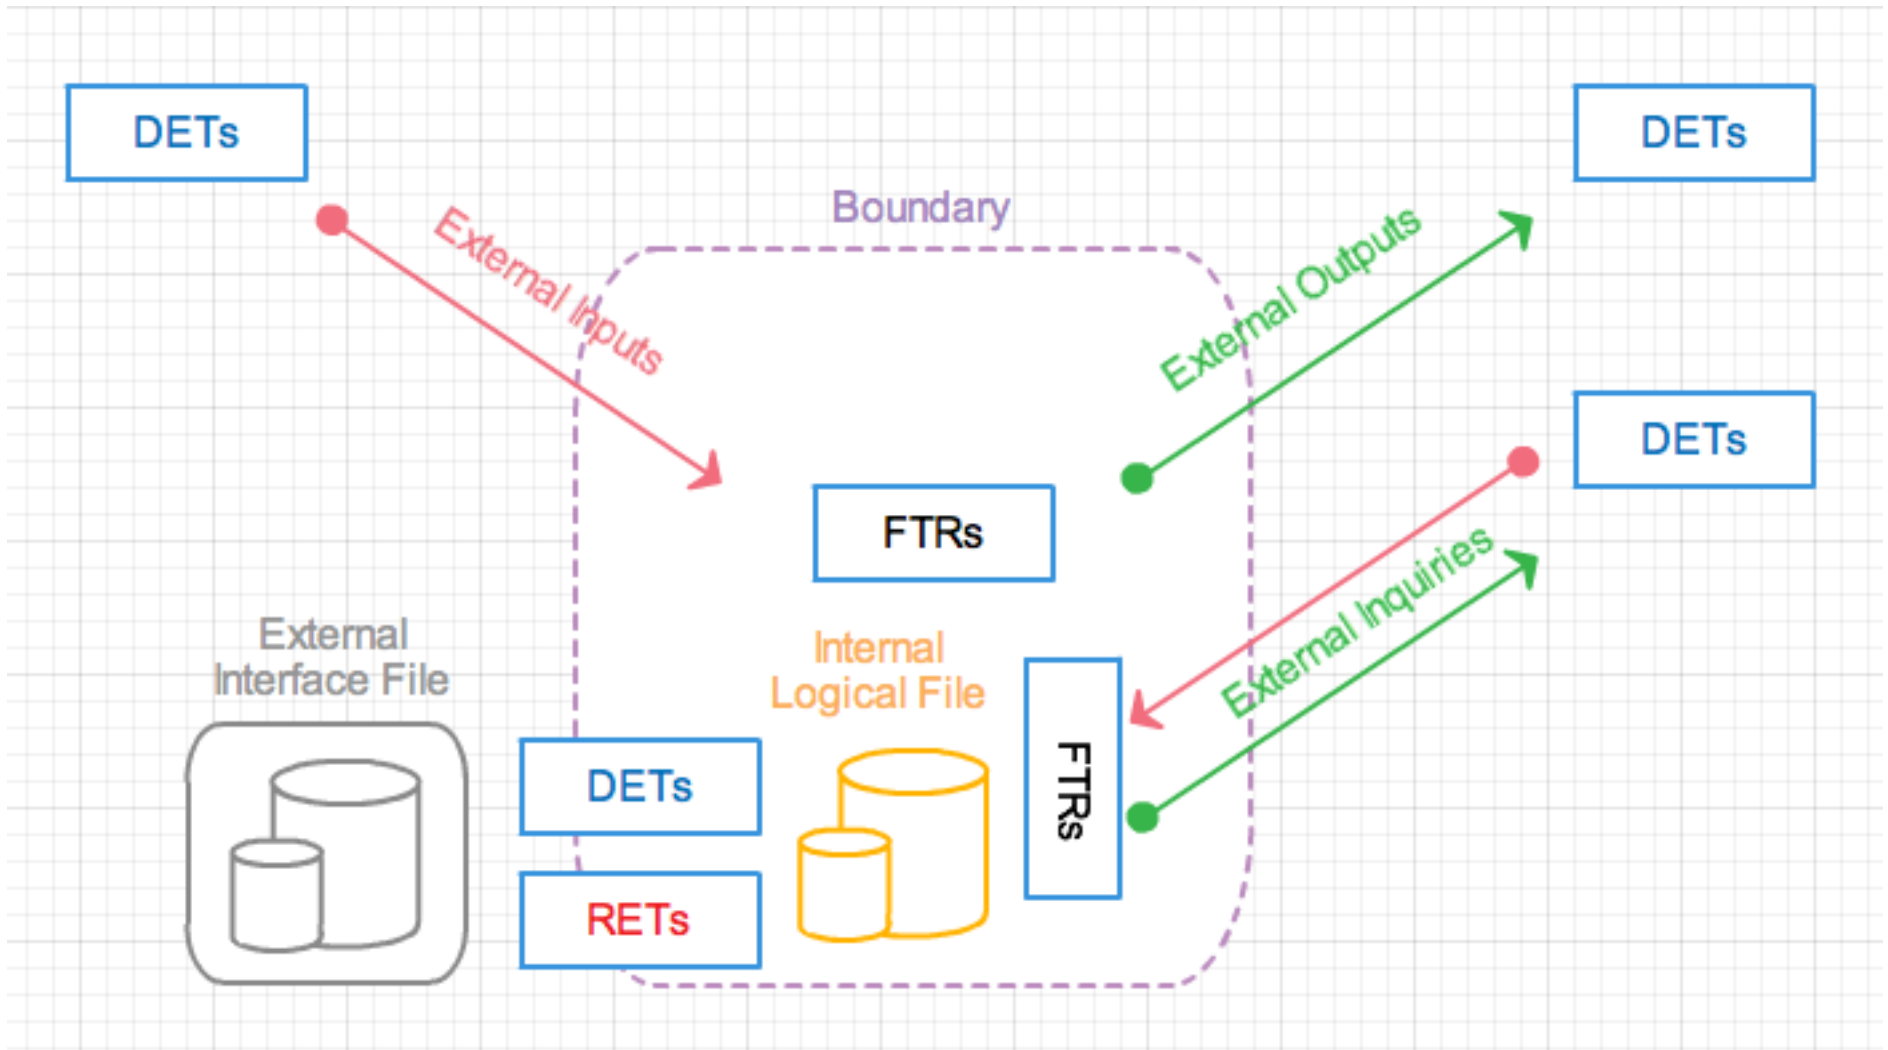 DETs
DETs
Boundary
External Inputs
External Outputs
DETs
FTRs
External Inquiries
External
Interface File
Internal
Logical File
FTRs
DETs
RETs